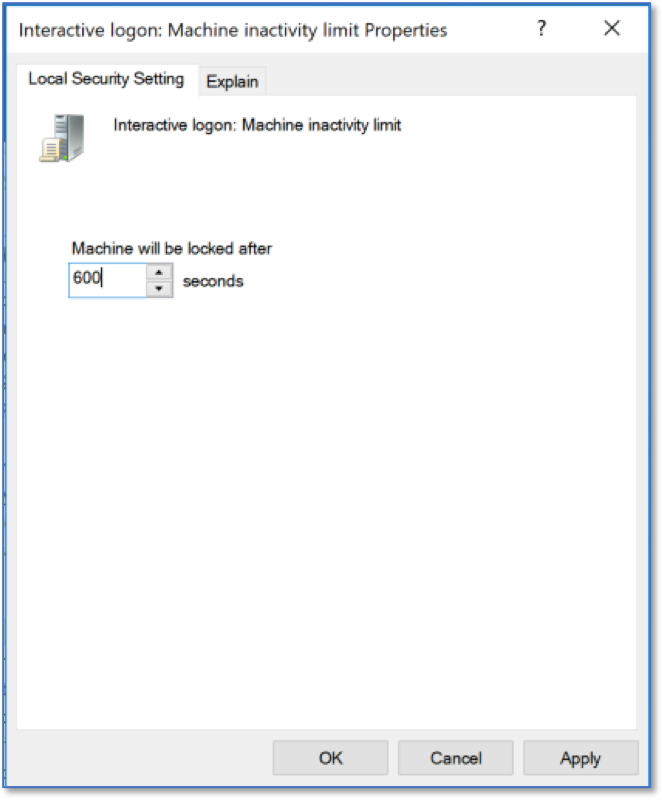 Interactive logon: Machine inactivity limit Properties
?
Local Security Setting
Explain
Interactive logon: Machine inactivity limit
Machine will be locked after
600
seconds
OK
Cancel
Apply